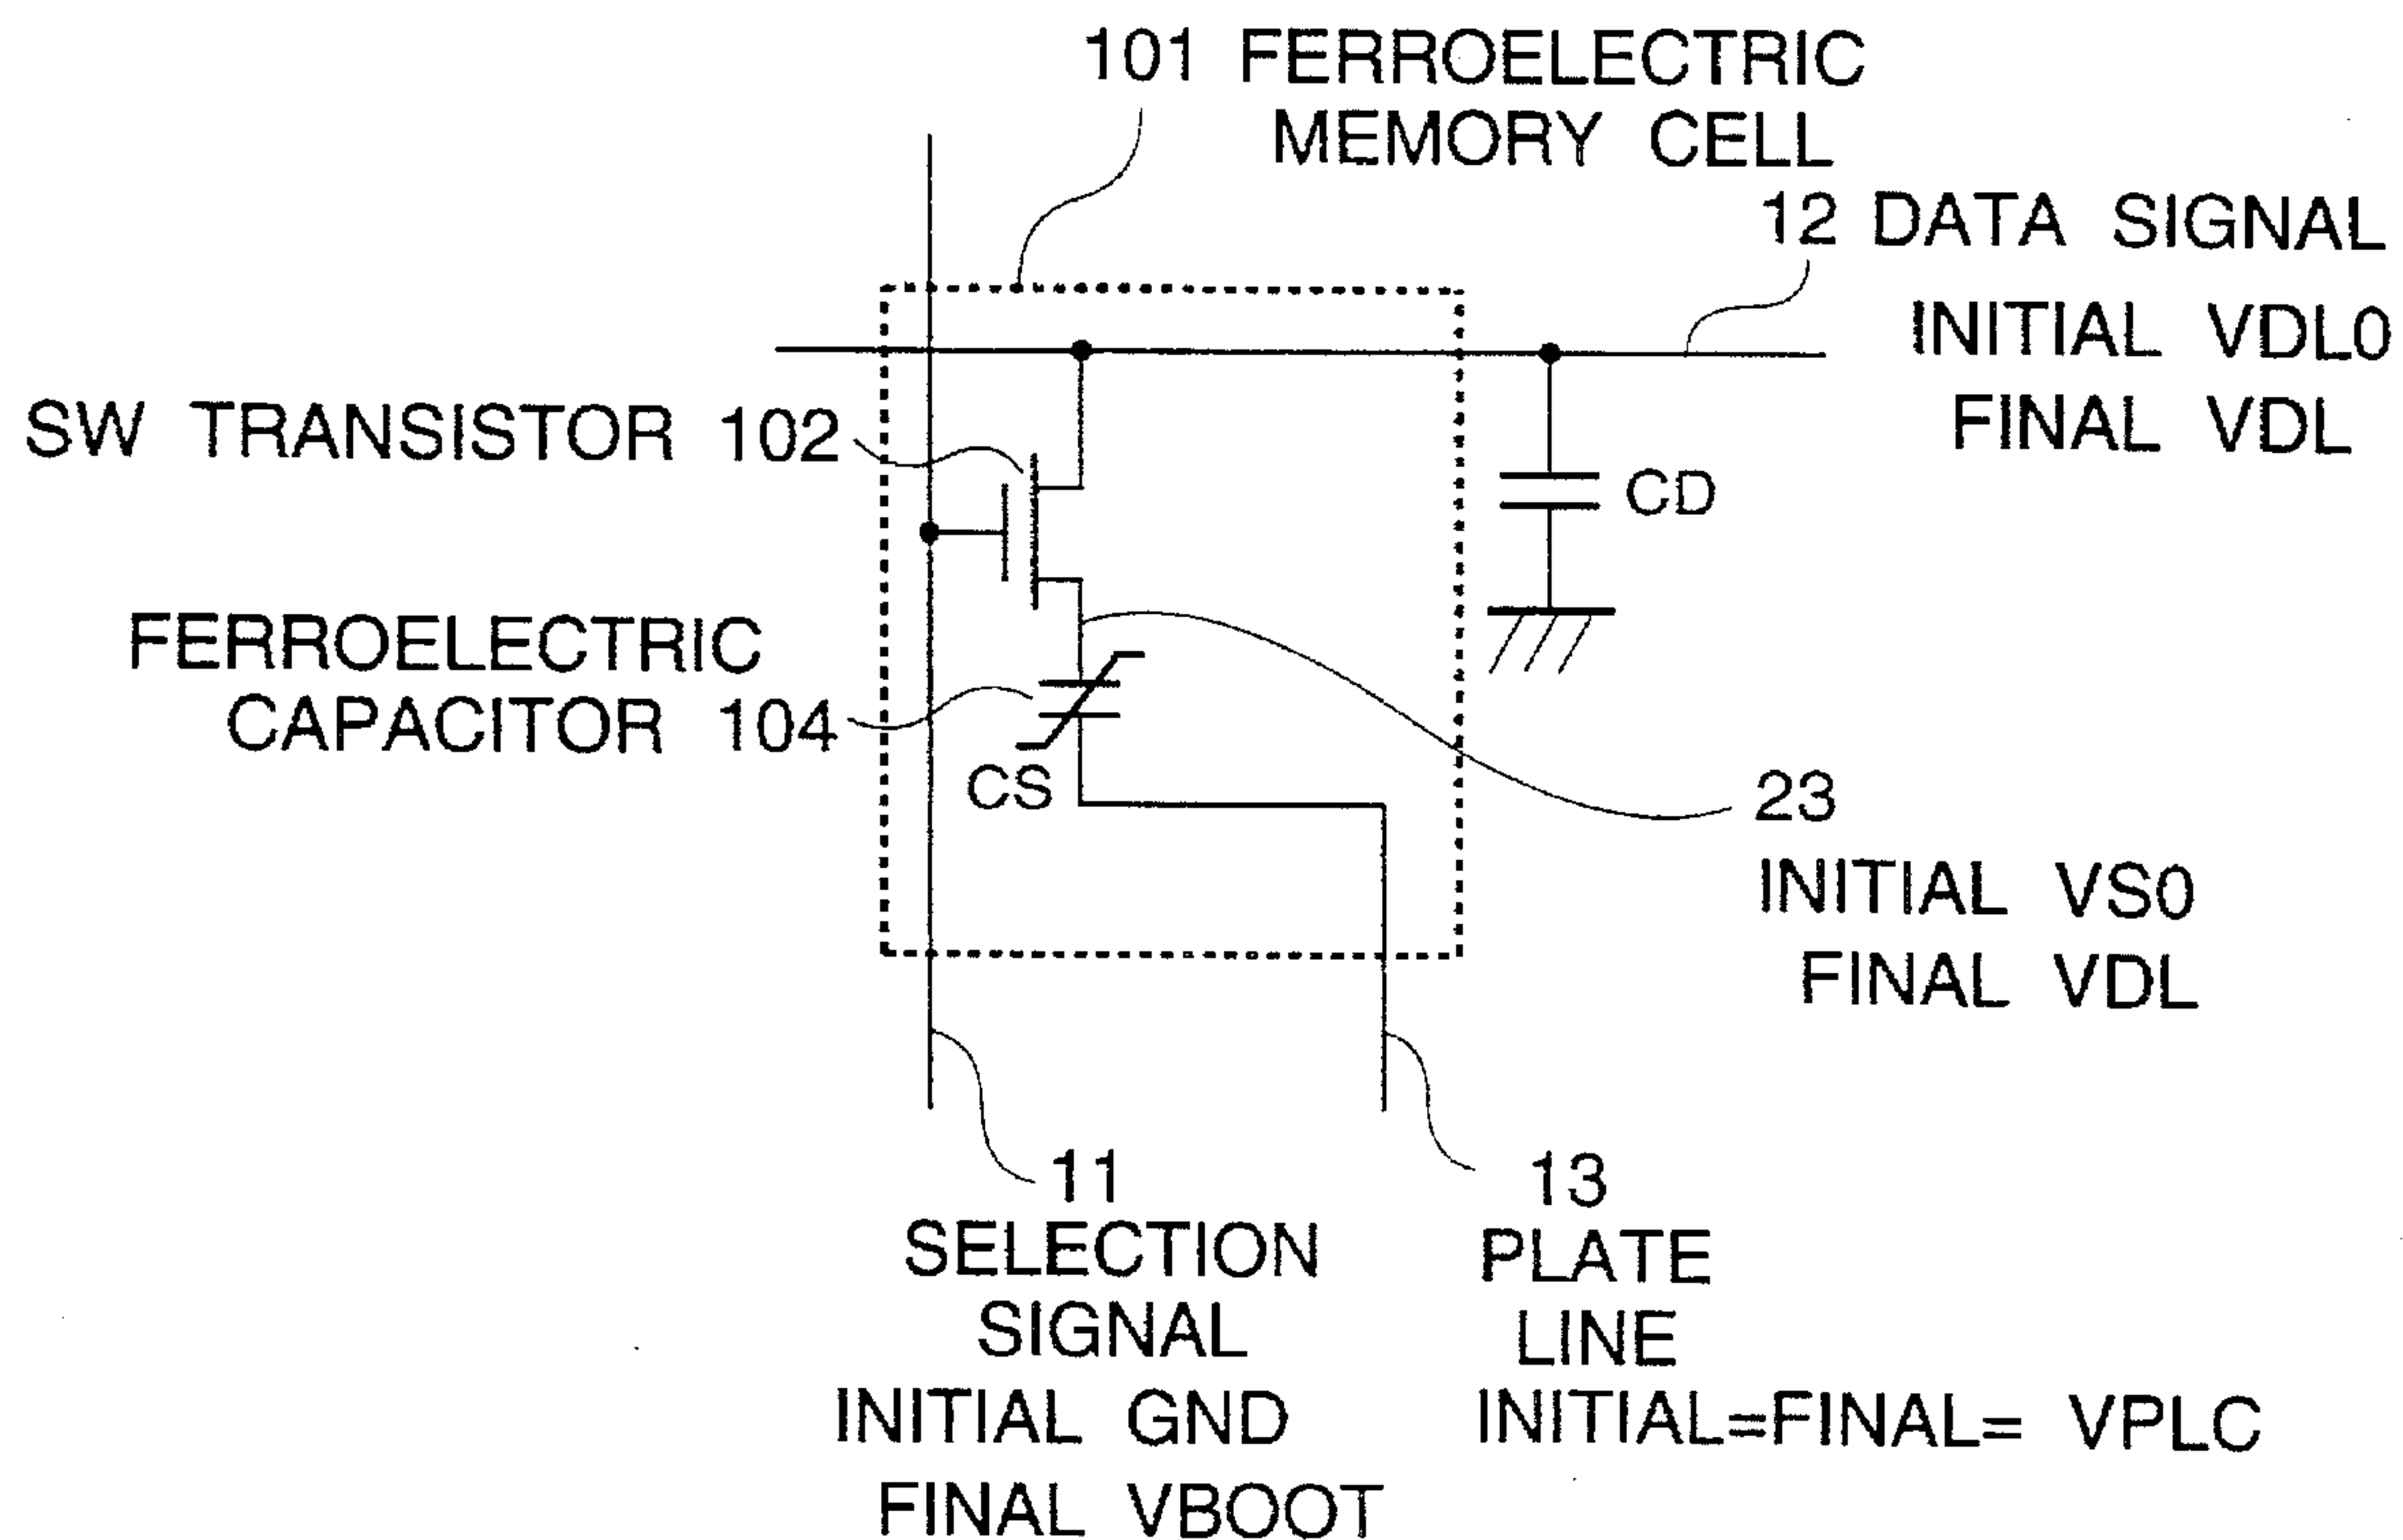 101 FERROELECTRIC
MEMORY CELL
12 DATA SIGNAL
INITIAL VDL0
FINAL VDL
SW TRANSISTOR 102
CD
FERROELECTRIC
CAPACITOR 104
CS
23
INITIAL VS0
FINAL VDL
11
SELECTION
SIGNAL
INITIAL GND
FINAL VBOOT
13
PLATE
LINE
INITIAL=FINAL= VPLC